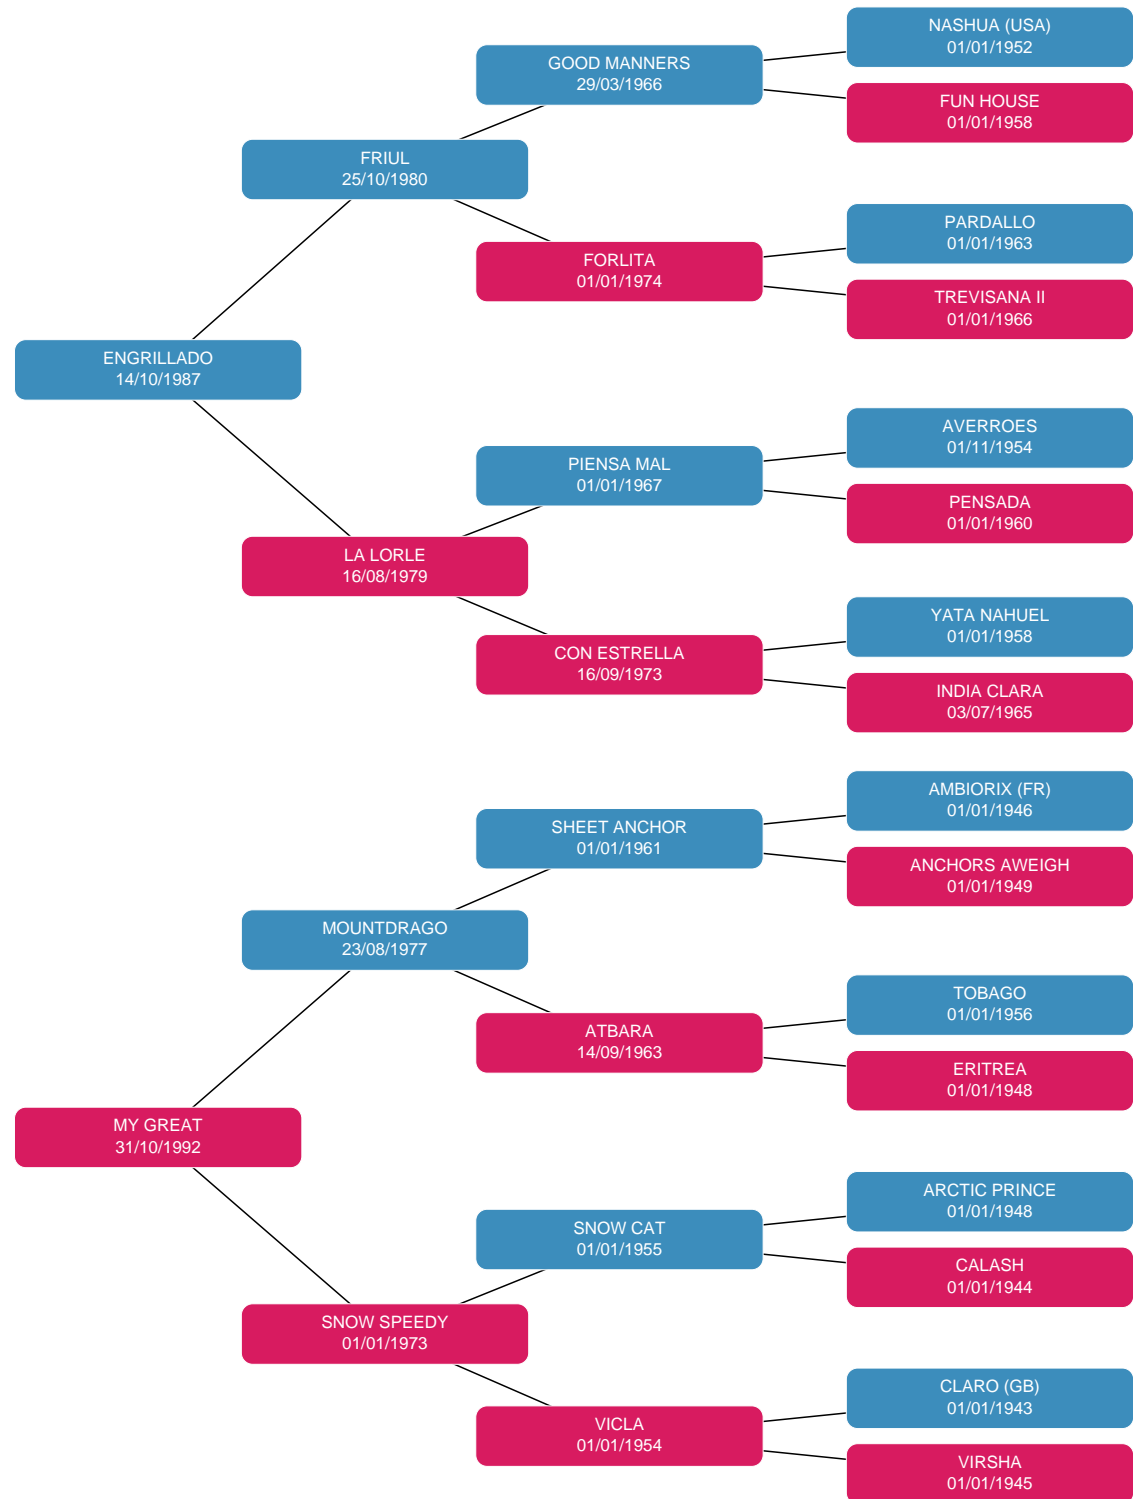 NASHUA (USA)
01/01/1952
GOOD MANNERS
29/03/1966
FUN HOUSE
01/01/1958
FRIUL
25/10/1980
PARDALLO
01/01/1963
FORLITA
01/01/1974
TREVISANA II
01/01/1966
ENGRILLADO
14/10/1987
AVERROES
01/11/1954
PIENSA MAL
01/01/1967
PENSADA
01/01/1960
LA LORLE
16/08/1979
YATA NAHUEL
01/01/1958
CON ESTRELLA
16/09/1973
INDIA CLARA
03/07/1965
AMBIORIX (FR)
01/01/1946
SHEET ANCHOR
01/01/1961
ANCHORS AWEIGH
01/01/1949
MOUNTDRAGO
23/08/1977
TOBAGO
01/01/1956
ATBARA
14/09/1963
ERITREA
01/01/1948
MY GREAT
31/10/1992
ARCTIC PRINCE
01/01/1948
SNOW CAT
01/01/1955
CALASH
01/01/1944
SNOW SPEEDY
01/01/1973
CLARO (GB)
01/01/1943
VICLA
01/01/1954
VIRSHA
01/01/1945